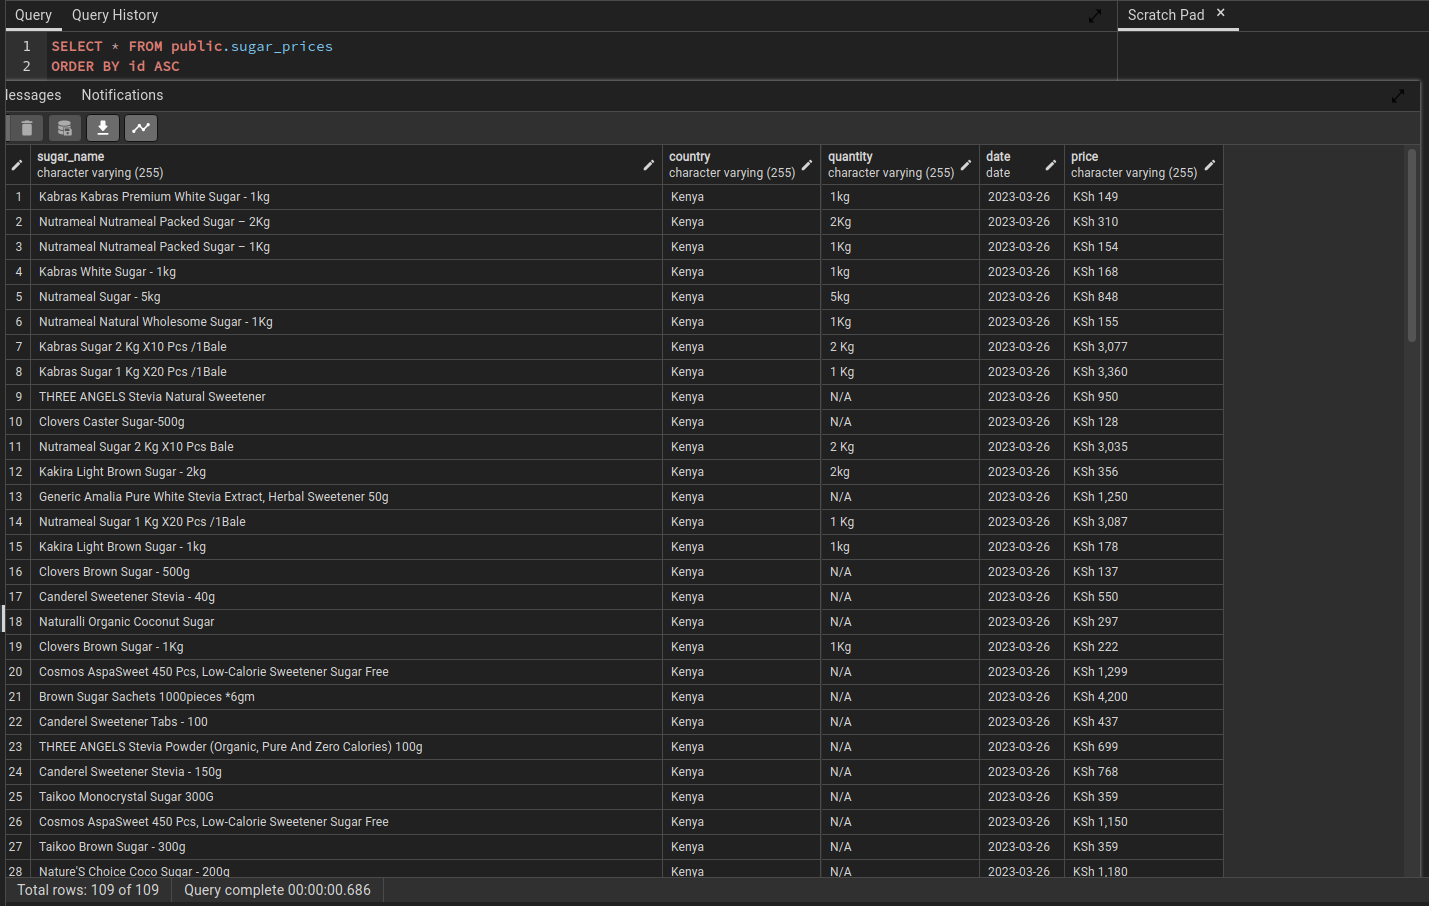 Query Query History Scratch Pad ×
1 SELECT * FROM public.sugar_prices
2 ORDER BY id ASC
essages Notifications
sugar_name country quantity date price
character varying (255) character varying (255) character varying (255) date character varying (255)
1 Kabras Kabras Premium White Sugar - 1kg Kenya 1kg 2023-03-26 KSh 149
2 Nutrameal Nutrameal Packed Sugar – 2Kg Kenya 2Kg 2023-03-26 KSh 310
3 Nutrameal Nutrameal Packed Sugar – 1Kg Kenya 1Kg 2023-03-26 KSh 154
4 Kabras White Sugar - 1kg Kenya 1kg 2023-03-26 KSh 168
5 Nutrameal Sugar - 5kg Kenya 5kg 2023-03-26 KSh 848
6 Nutrameal Natural Wholesome Sugar - 1Kg Kenya 1Kg 2023-03-26 KSh 155
7 Kabras Sugar 2 Kg X10 Pcs /1Bale Kenya 2 Kg 2023-03-26 KSh 3,077
8 Kabras Sugar 1 Kg X20 Pcs /1Bale Kenya 1 Kg 2023-03-26 KSh 3,360
9 THREE ANGELS Stevia Natural Sweetener Kenya N/A 2023-03-26 KSh 950
10 Clovers Caster Sugar-500g Kenya N/A 2023-03-26 KSh 128
11 Nutrameal Sugar 2 Kg X10 Pcs Bale Kenya 2 Kg 2023-03-26 KSh 3,035
12 Kakira Light Brown Sugar - 2kg Kenya 2kg 2023-03-26 KSh 356
13 Generic Amalia Pure White Stevia Extract, Herbal Sweetener 50g Kenya N/A 2023-03-26 KSh 1,250
14 Nutrameal Sugar 1 Kg X20 Pcs /1Bale Kenya 1 Kg 2023-03-26 KSh 3,087
15 Kakira Light Brown Sugar - 1kg Kenya 1kg 2023-03-26 KSh 178
16 Clovers Brown Sugar - 500g Kenya N/A 2023-03-26 KSh 137
17 Canderel Sweetener Stevia - 40g Kenya N/A 2023-03-26 KSh 550
18 Naturalli Organic Coconut Sugar Kenya N/A 2023-03-26 KSh 297
19 Clovers Brown Sugar - 1Kg Kenya 1Kg 2023-03-26 KSh 222
20 Cosmos AspaSweet 450 Pcs, Low-Calorie Sweetener Sugar Free Kenya N/A 2023-03-26 KSh 1,299
21 Brown Sugar Sachets 1000pieces *6gm Kenya N/A 2023-03-26 KSh 4,200
22 Canderel Sweetener Tabs - 100 Kenya N/A 2023-03-26 KSh 437
23 THREE ANGELS Stevia Powder (Organic, Pure And Zero Calories) 100g Kenya N/A 2023-03-26 KSh 699
24 Canderel Sweetener Stevia - 150g Kenya N/A 2023-03-26 KSh 768
25 Taikoo Monocrystal Sugar 300G Kenya N/A 2023-03-26 KSh 359
26 Cosmos AspaSweet 450 Pcs, Low-Calorie Sweetener Sugar Free Kenya N/A 2023-03-26 KSh 1,150
27 Taikoo Brown Sugar - 300g Kenya N/A 2023-03-26 KSh 359
28 Nature'S Choice Coco Sugar - 200g Kenya N/A 2023-03-26 KSh 1,180
Total rows: 109 of 109 Query complete 00:00:00.686